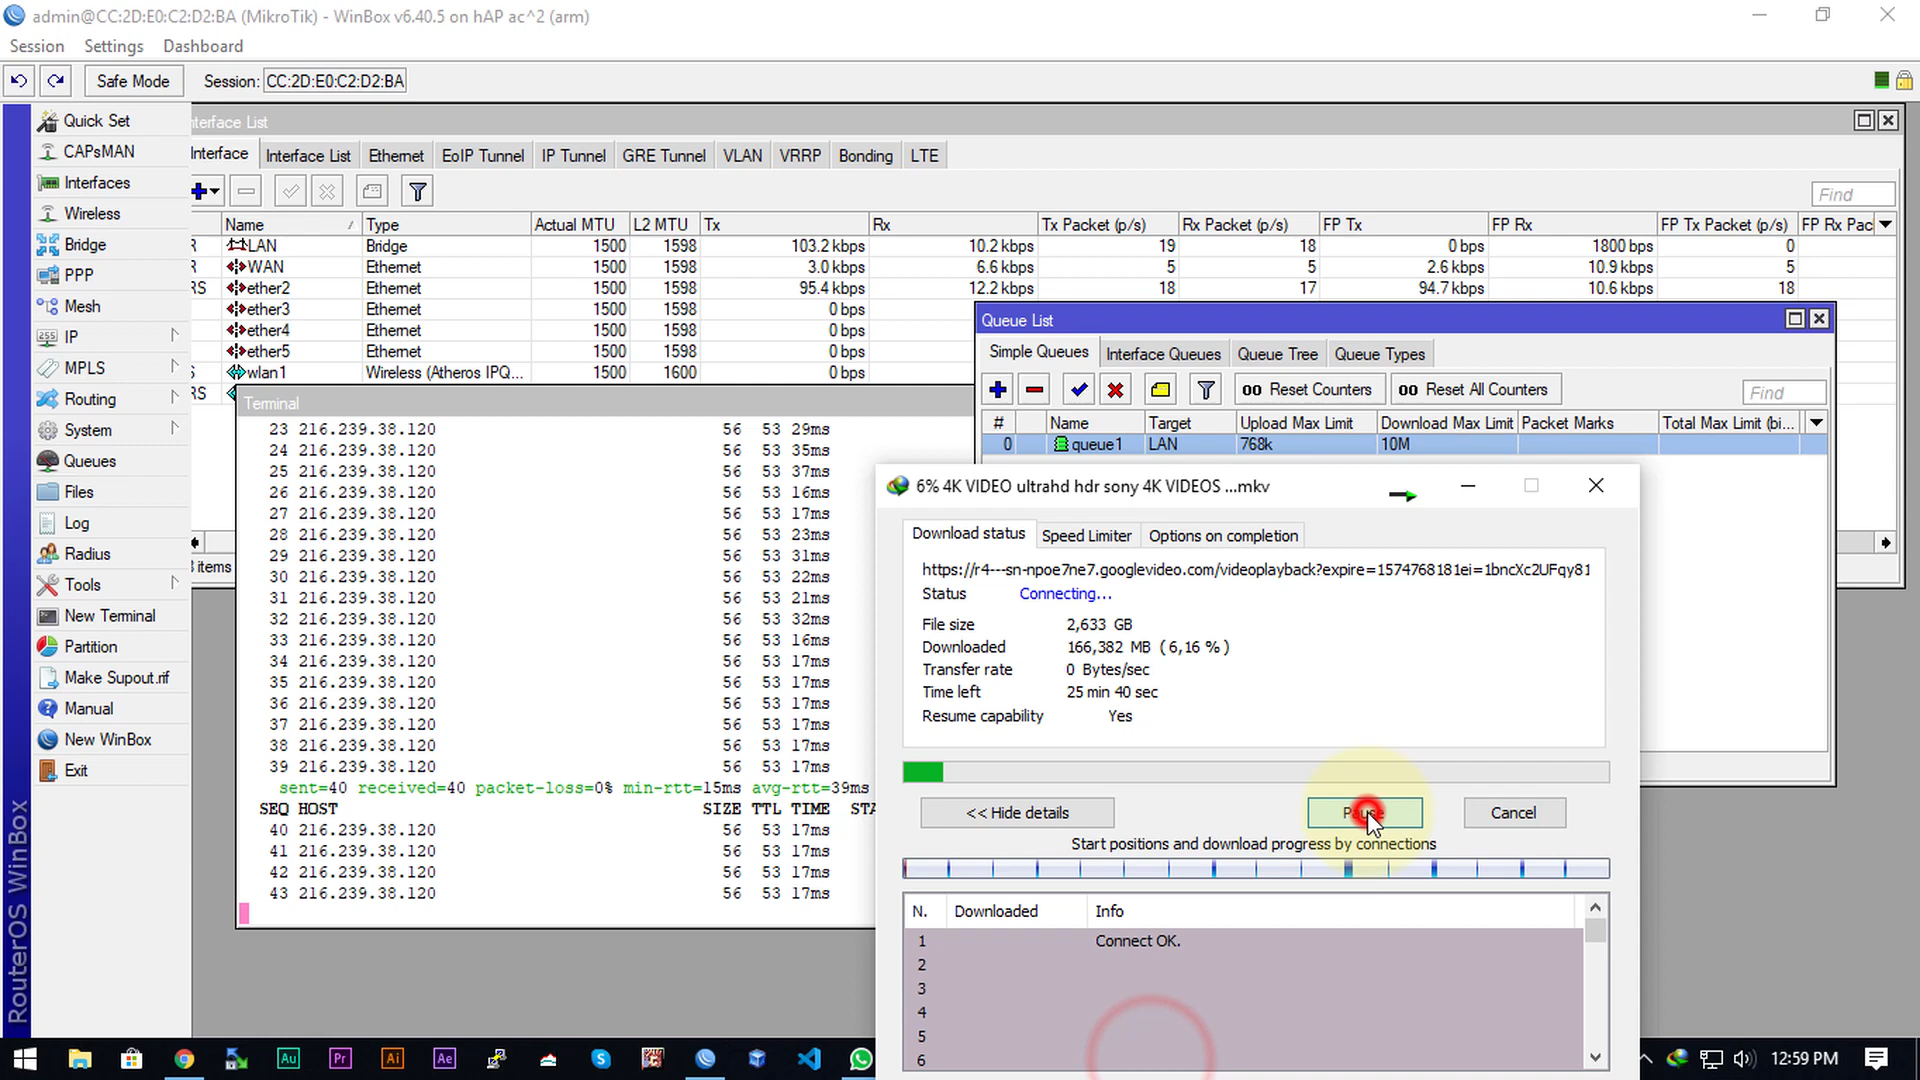 admin@CC:2D:E0:C2:D2:BA (MikroTik) - WinBox v6.40.5 on hAP ac^2 (arm)
Session Settings Dashboard
Safe Mode Session: CC:2D:E0:C2:D2:BA
Quick Set
CAPsMAN
Interfaces
Wireless
Bridge
PPP
Mesh
IP
MPLS
Routing
System
Queues
Files
Log
Radius
Tools
New Terminal
Partition
Make Supout.rif
Manual
New WinBox
Exit
RouterOS WinBox
terface List
nterface Interface List Ethernet EoIP Tunnel IP Tunnel GRE Tunnel VLAN VRRP Bonding LTE
Find
Name Type Actual MTU L2 MTU Tx Rx Tx Packet (p/s) Rx Packet (p/s) FP Tx FP Rx FP Tx Packet (p/s) FP Rx Pac
R LAN Bridge 1500 1598 103.2 kbps 10.2 kbps 19 18 0 bps 1800 bps 0
R WAN Ethernet 1500 1598 3.0 kbps 6.6 kbps 5 5 2.6 kbps 10.9 kbps 5
RS ether2 Ethernet 1500 1598 95.4 kbps 12.2 kbps 18 17 94.7 kbps 10.6 kbps 18
ether3 Ethernet 1500 1598 0 bps
ether4 Ethernet 1500 1598 0 bps
ether5 Ethernet 1500 1598 0 bps
S wlan1 Wireless (Atheros IPQ... 1500 1600 0 bps
RS
items
Terminal
23 216.239.38.120 56 53 29ms
24 216.239.38.120 56 53 35ms
25 216.239.38.120 56 53 37ms
26 216.239.38.120 56 53 16ms
27 216.239.38.120 56 53 17ms
28 216.239.38.120 56 53 23ms
29 216.239.38.120 56 53 31ms
30 216.239.38.120 56 53 17ms
31 216.239.38.120 56 53 21ms
32 216.239.38.120 56 53 32ms
33 216.239.38.120 56 53 16ms
34 216.239.38.120 56 53 17ms
35 216.239.38.120 56 53 17ms
36 216.239.38.120 56 53 17ms
37 216.239.38.120 56 53 17ms
38 216.239.38.120 56 53 17ms
39 216.239.38.120 56 53 17ms
sent=40 received=40 packet-loss=0% min-rtt=15ms avg-rtt=39ms
SEQ HOST SIZE TTL TIME STA
40 216.239.38.120 56 53 17ms
41 216.239.38.120 56 53 17ms
42 216.239.38.120 56 53 17ms
43 216.239.38.120 56 53 17ms
Queue List
Simple Queues Interface Queues Queue Tree Queue Types
00 Reset Counters 00 Reset All Counters Find
# Name Target Upload Max Limit Download Max Limit Packet Marks Total Max Limit (bi...
0 queue1 LAN 768k 10M
6% 4K VIDEO ultrahd hdr sony 4K VIDEOS ...mkv
Download status Speed Limiter Options on completion
https://r4---sn-npoe7ne7.googlevideo.com/videoplayback?expire=1574768181ei=1bncXc2UFqy81
Status Connecting...
File size 2,633 GB
Downloaded 166,382 MB ( 6,16 % )
Transfer rate 0 Bytes/sec
Time left 25 min 40 sec
Resume capability Yes
<< Hide details Pause Cancel
Start positions and download progress by connections
N. Downloaded Info
1 Connect OK.
2
3
4
5
6
Au Pr Ai Ae
12:59 PM